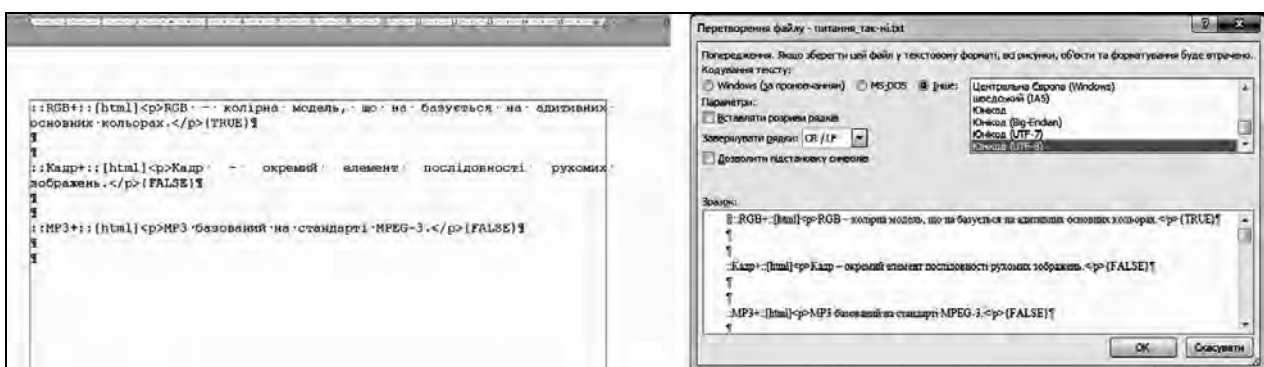 ::RGB+::[html]<p>RGB – колірна модель, що на базується на адитивних
основних кольорах.</p>{TRUE}¶
¶
¶
::Кадр+::[html]<p>Кадр – окремий елемент послідовності рухомих
зображень.</p>{FALSE}¶
¶
¶
::MP3+::[html]<p>MP3 базований на стандарті MPEG-3.</p>{FALSE}¶
¶
¶
Перетворення файлу - питання_так-ні.txt
Попередження. Якщо зберегти цей файл у текстовому форматі, всі рисунки, об'єкти та форматування буде втрачено.
Кодування тексту:
Windows (за промовчанням) MS-DOS Інше:
Центральна Європа (Windows)
шведський (IA5)
Юнікод
Юнікод (Big-Endian)
Юнікод (UTF-7)
Юнікод (UTF-8)
Параметри:
Вставляти розриви рядків
Завершувати рядки: CR / LF
Дозволити підстановку символів
Зразок:
::RGB+::[html]<p>RGB – колірна модель, що на базується на адитивних основних кольорах.</p>{TRUE}¶
¶
¶
::Кадр+::[html]<p>Кадр – окремий елемент послідовності рухомих зображень.</p>{FALSE}¶
¶
¶
::MP3+::[html]<p>MP3 базований на стандарті MPEG-3.</p>{FALSE}¶
¶
OK Скасувати